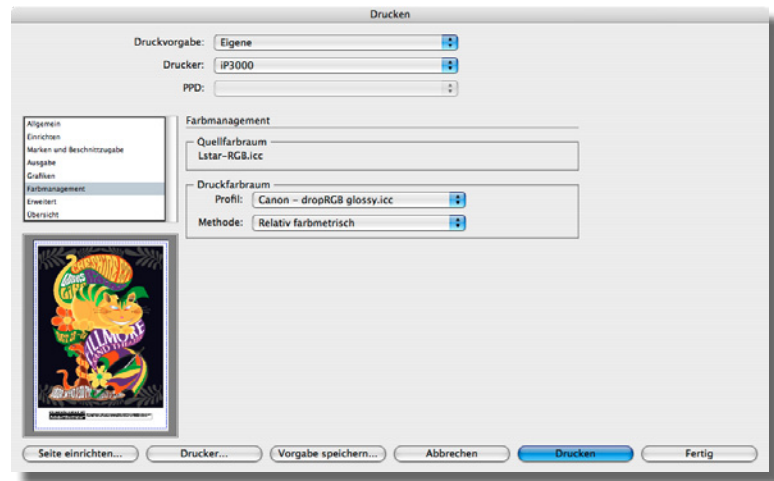 Drucken
Druckvorgabe: Eigene
Drucker: iP3000
PPD:
Allgemein
Einrichten
Marken und Beschnittzugabe
Ausgabe
Grafiken
Farbmanagement
Erweitert
Übersicht
Farbmanagement
Quellfarbraum
Lstar-RGB.icc
Druckfarbraum
Profil: Canon - dropRGB glossy.icc
Methode: Relativ farbmetrisch
Seite einrichten... Drucker... Vorgabe speichern... Abbrechen Drucken Fertig